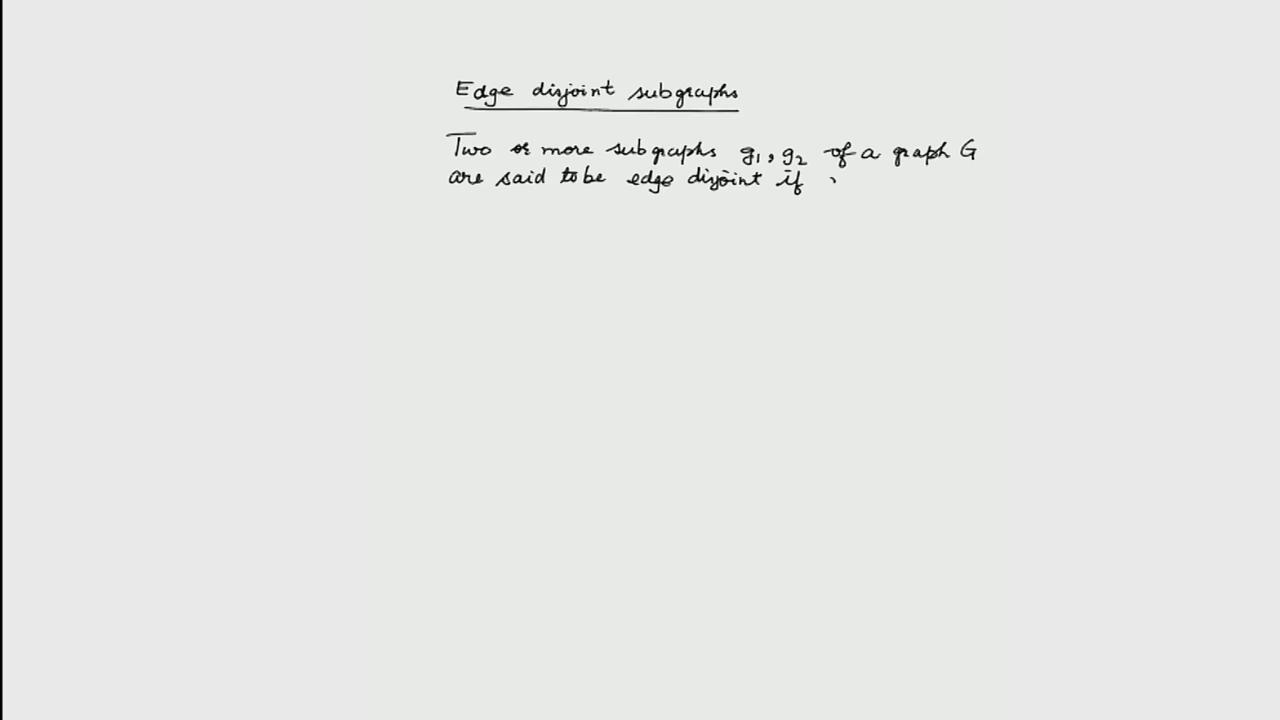 Edge disjoint subgraphs
Two or more subgraphs g1, g2 of a graph G
are said to be edge disjoint if